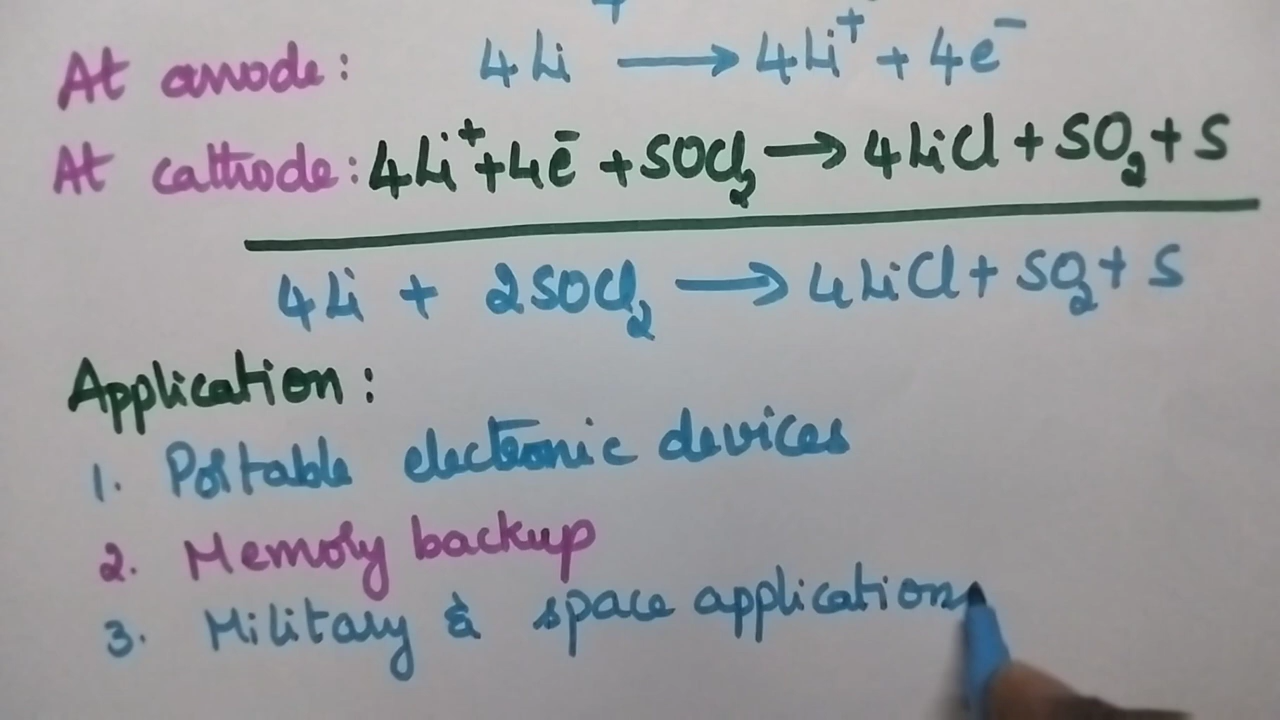 At anode: 4Li ⟶ 4Li⁺ + 4e⁻
At cathode: 4Li⁺+4e⁻ + SOCl₂ → 4LiCl + SO₂ + S
4Li + 2SOCl₂ ⟶ 4LiCl + SO₂ + S
Application:
1. Portable electronic devices
2. Memory backup
3. Military & space applications